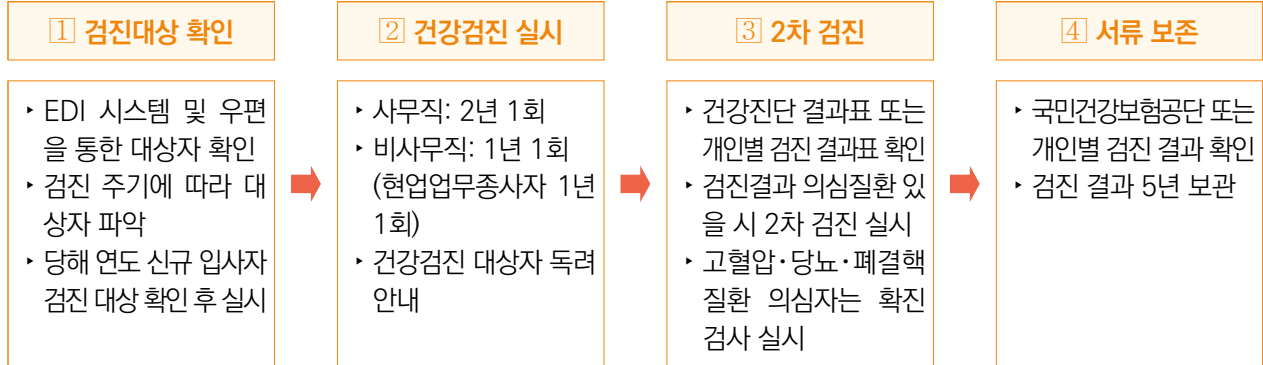 1 검진대상 확인
‣ EDI 시스템 및 우편
을 통한 대상자 확인
‣ 검진 주기에 따라 대
상자 파악
‣ 당해 연도 신규 입사자
검진 대상 확인 후 실시
2 건강검진 실시
‣ 사무직: 2년 1회
‣ 비사무직: 1년 1회
(현업업무종사자 1년
1회)
‣ 건강검진 대상자 독려
안내
3 2차 검진
‣ 건강진단 결과표 또는
개인별 검진 결과표 확인
‣ 검진결과 의심질환 있
을 시 2차 검진 실시
‣ 고혈압·당뇨·폐결핵
질환 의심자는 확진
검사 실시
4 서류 보존
‣ 국민건강보험공단 또는
개인별 검진 결과 확인
‣ 검진 결과 5년 보관